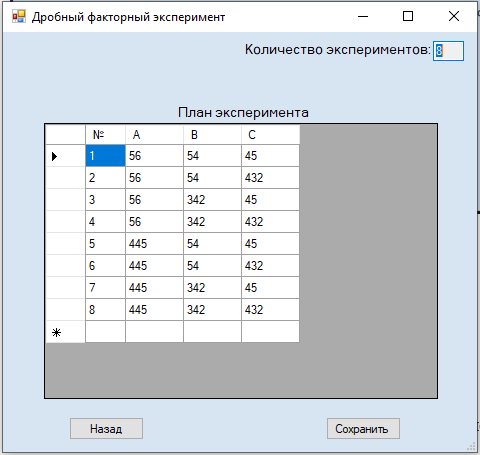 Дробный факторный эксперимент
Количество экспериментов: 8
План эксперимента
№ A B C
1 56 54 45
2 56 54 432
3 56 342 45
4 56 342 432
5 445 54 45
6 445 54 432
7 445 342 45
8 445 342 432
Назад Сохранить